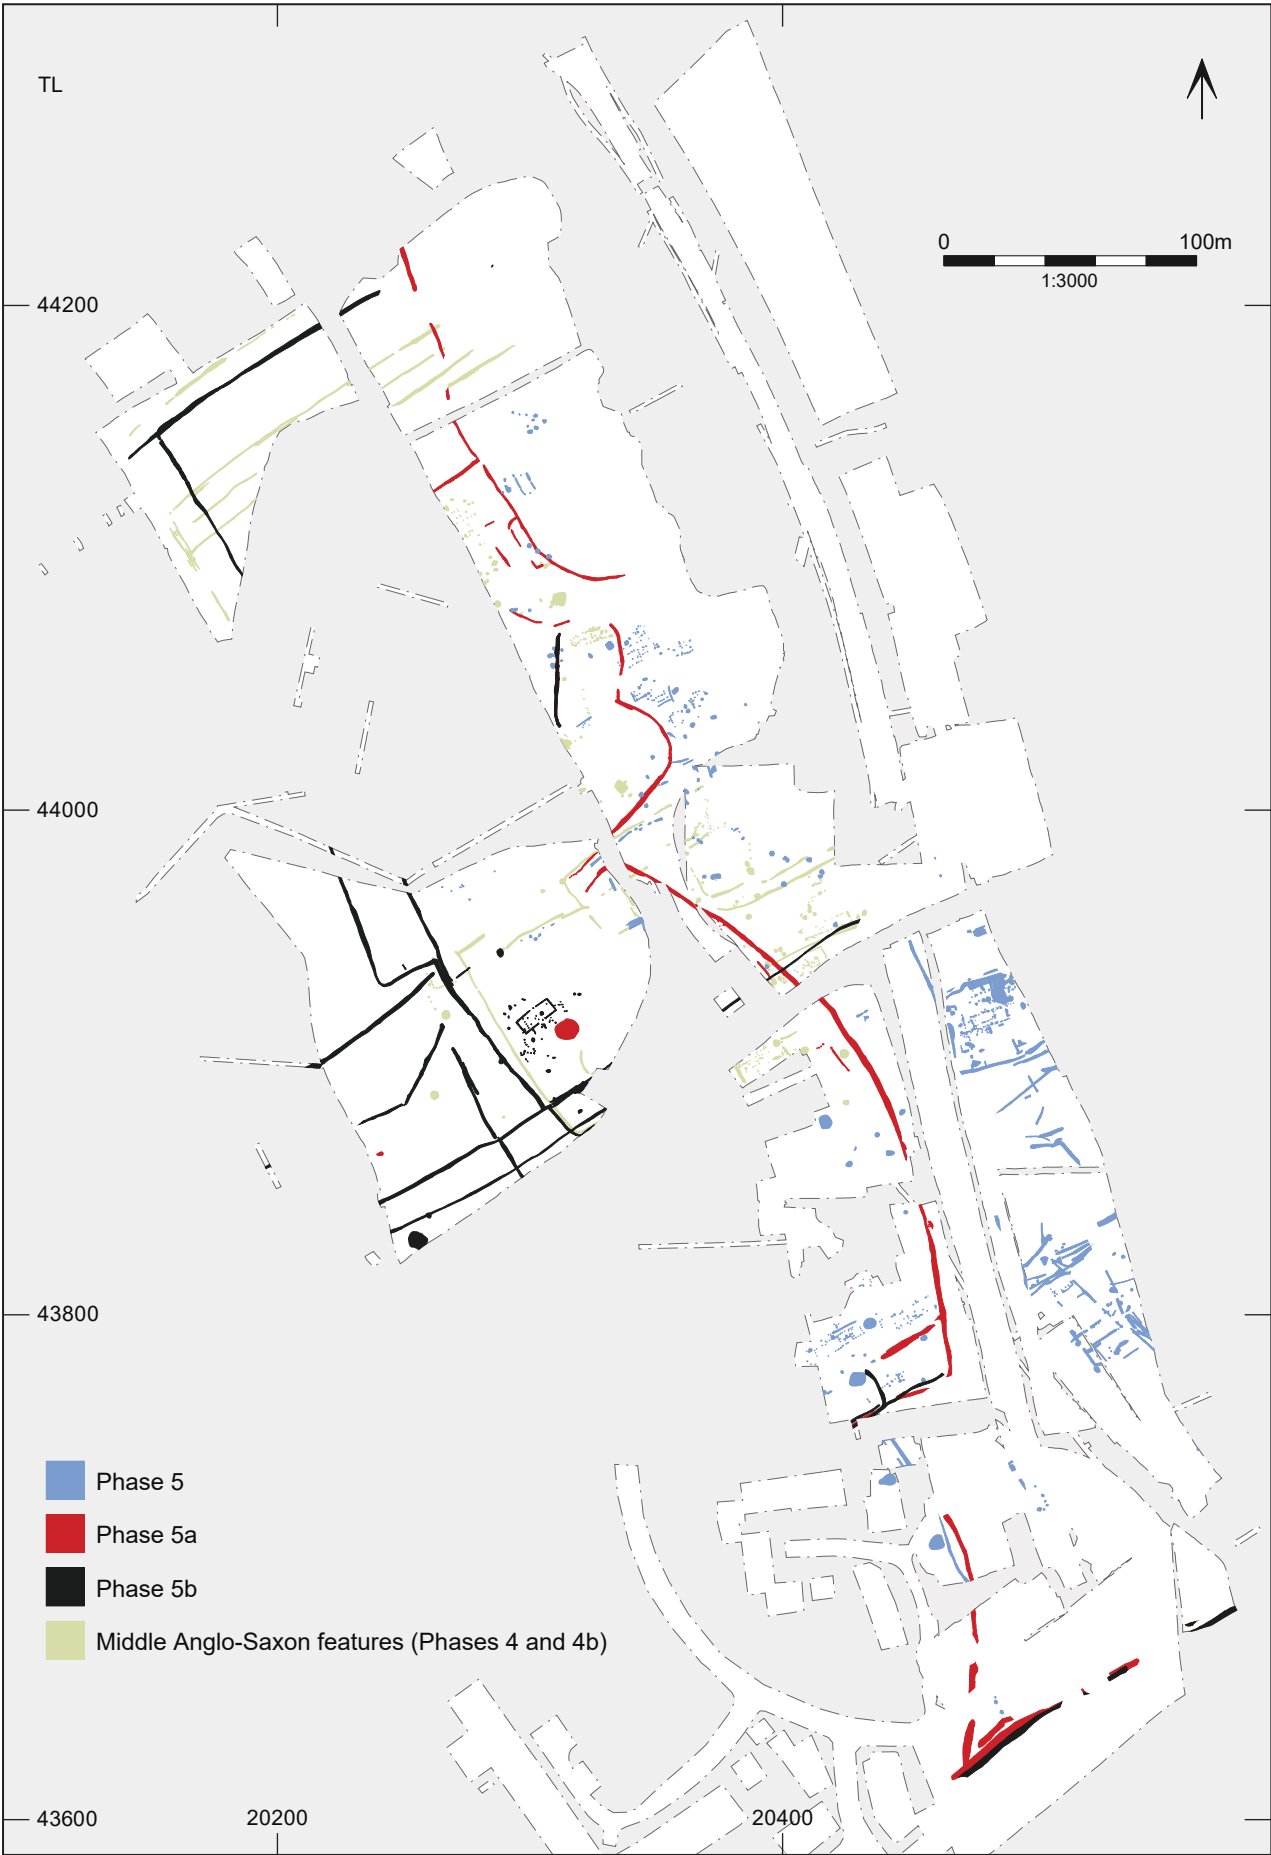 TL
0 100m
1:3000
44200
44000
43800
Phase 5
Phase 5a
Phase 5b
Middle Anglo-Saxon features (Phases 4 and 4b)
43600
20200
20400